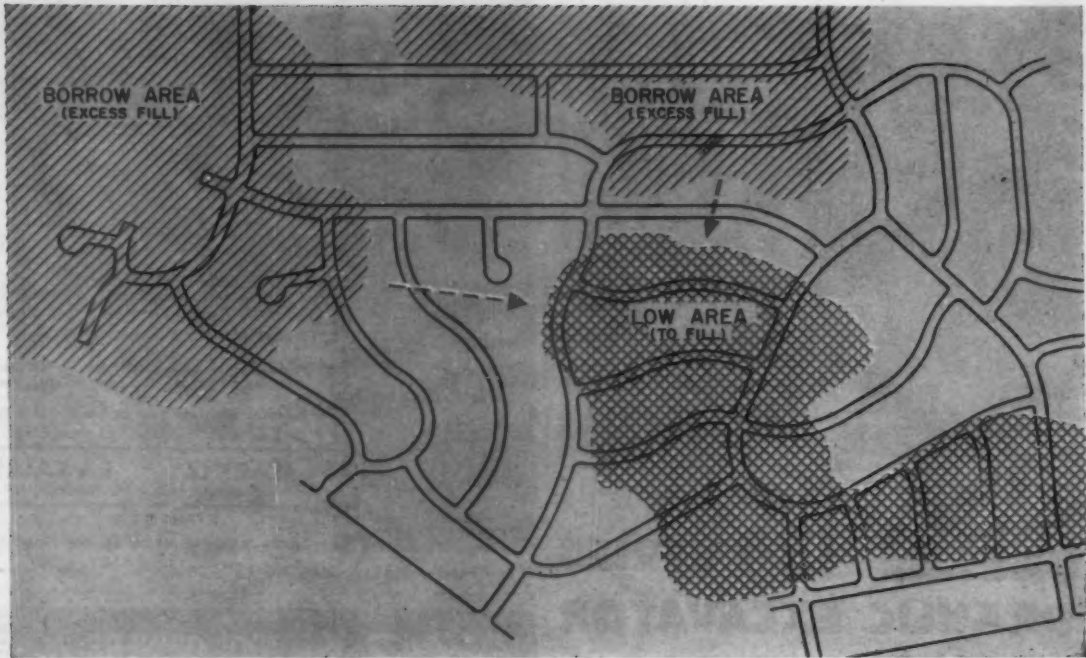 BORROW AREA
(EXCESS FILL)
BORROW AREA
(EXCESS FILL)
LOW AREA
(TO FILL)